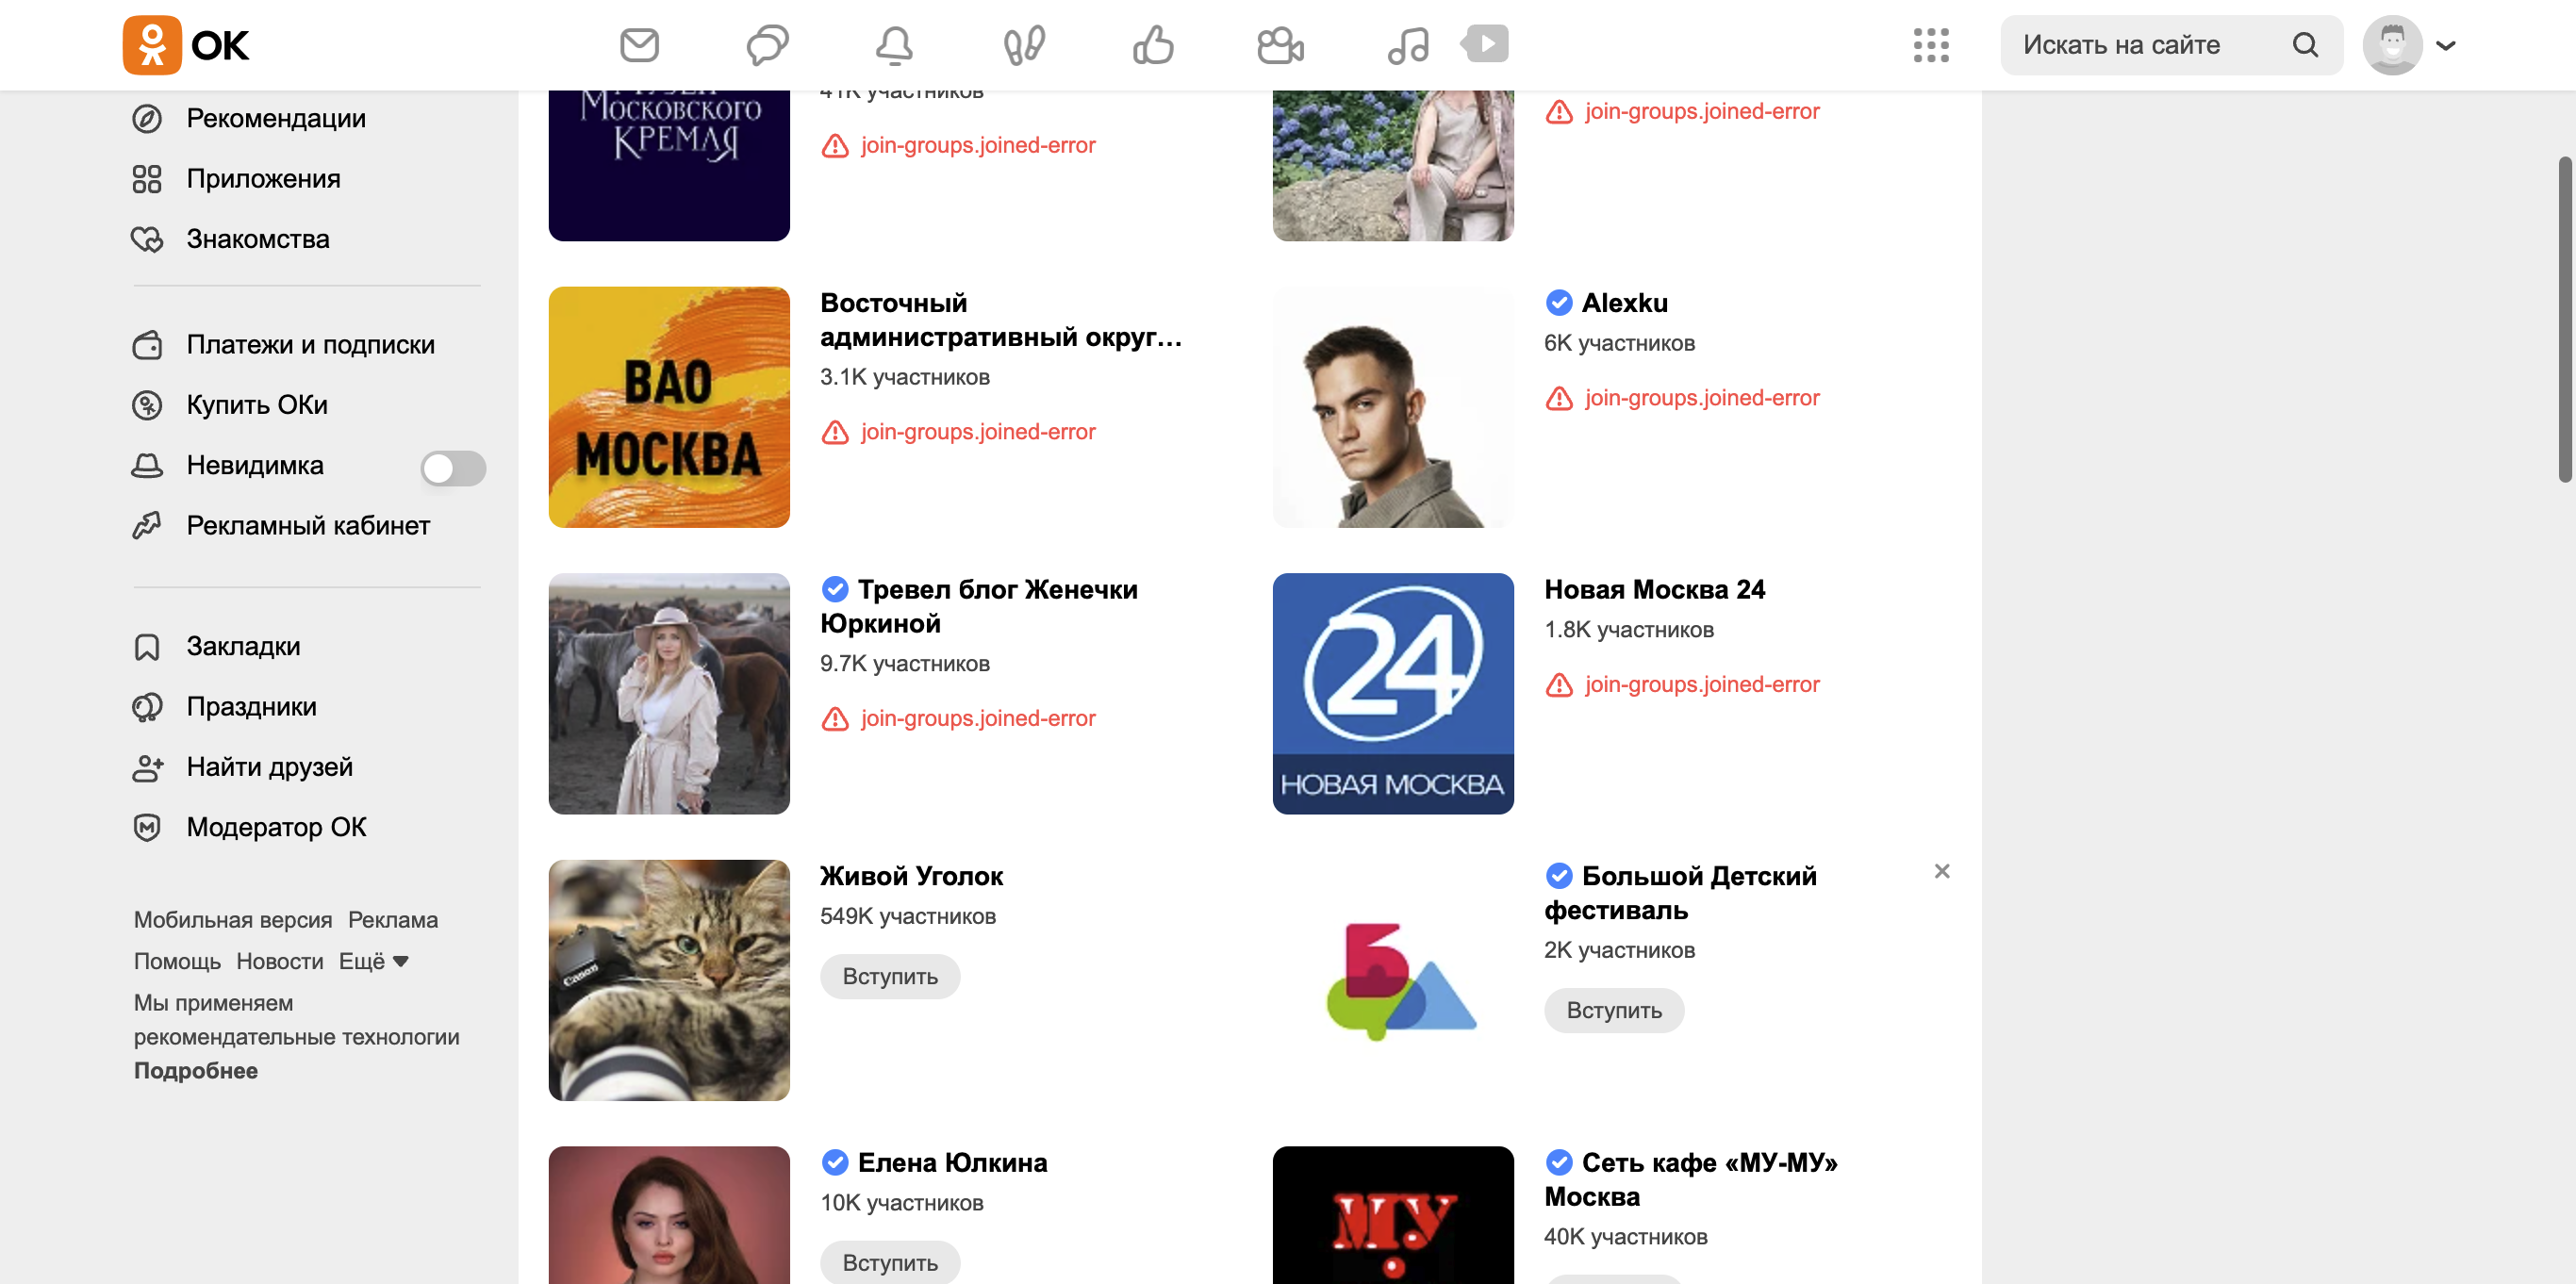 ОК
Искать на сайте
Рекомендации
Приложения
Знакомства
Платежи и подписки
Купить ОКи
Невидимка
Рекламный кабинет
Закладки
Праздники
Найти друзей
Модератор ОК
Мобильная версия Реклама
Помощь Новости Ещё
Мы применяем
рекомендательные технологии
Подробнее
Московского
Кремля
41K участников
join-groups.joined-error
join-groups.joined-error
ВАО
МОСКВА
Восточный
административный округ...
3.1K участников
join-groups.joined-error
Alexku
6K участников
join-groups.joined-error
Тревел блог Женечки
Юркиной
9.7K участников
join-groups.joined-error
24
НОВАЯ МОСКВА
Новая Москва 24
1.8K участников
join-groups.joined-error
Canon
Живой Уголок
549K участников
Вступить
Большой Детский
фестиваль
2K участников
Вступить
Елена Юлкина
10K участников
Вступить
МУ
Сеть кафе «МУ-МУ»
Москва
40K участников